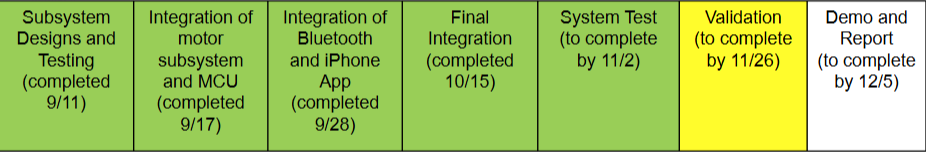 Subsystem
Designs and
Testing
(completed
9/11)
Integration of
motor
subsystem
and MCU
(completed
9/17)
Integration of
Bluetooth
and iPhone
App
(completed
9/28)
Final
Integration
(completed
10/15)
System Test
(to complete
by 11/2)
Validation
(to complete
by 11/26)
Demo and
Report
(to complete
by 12/5)